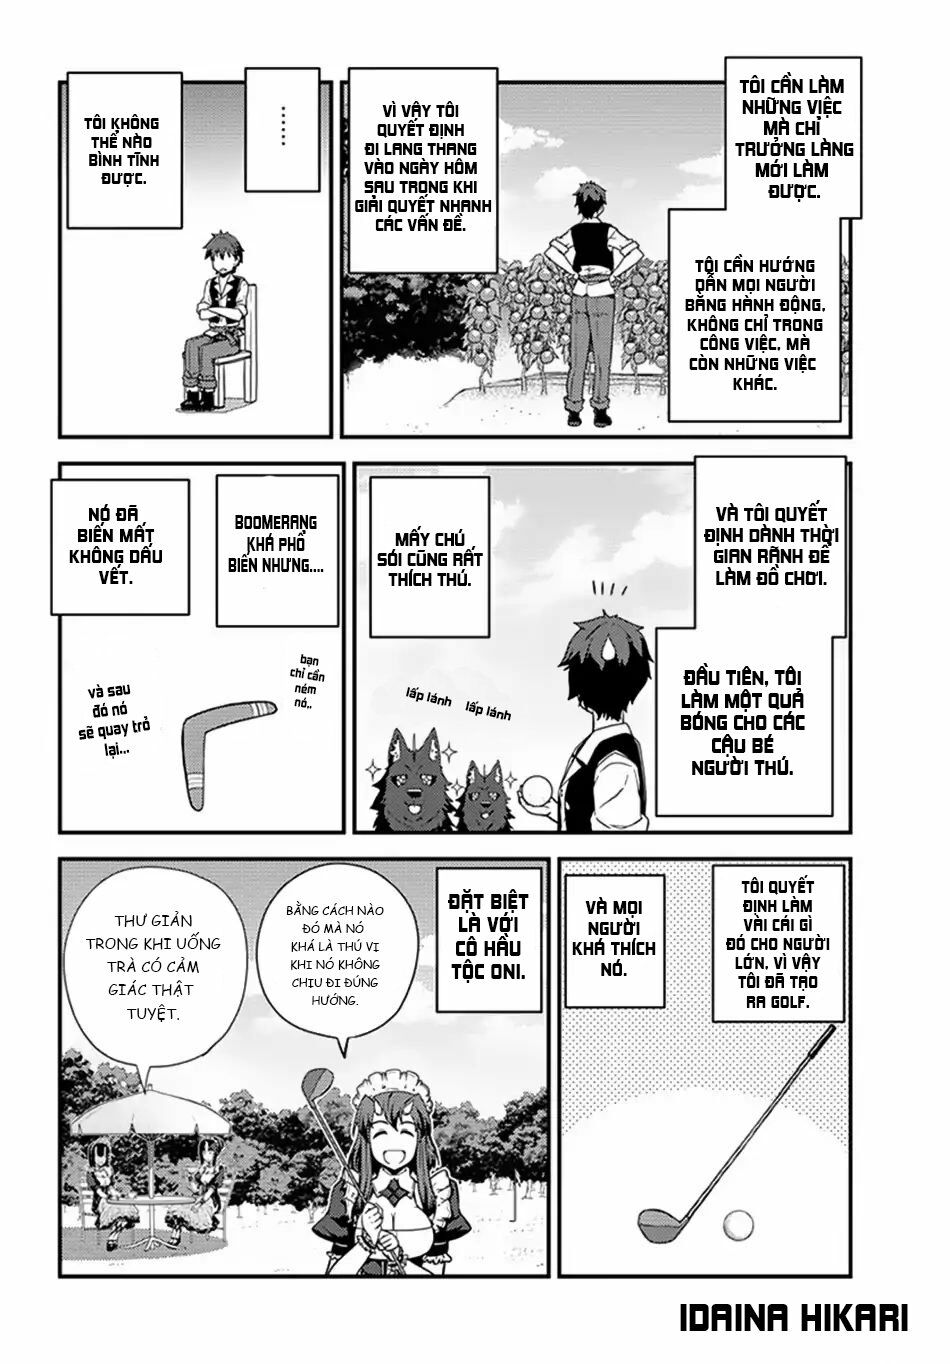 TÔI CẦN LÀM
NHỮNG VIỆC
MÀ CHỈ
TRƯỞNG LÀNG
MỚI LÀM
ĐƯỢC.
TÔI CẦN HƯỚNG
DẪN MỌI NGƯỜI
BẰNG HÀNH ĐỘNG,
KHÔNG CHỈ TRONG
CÔNG VIỆC, MÀ
CÒN NHỮNG VIỆC
KHÁC.
VÌ VẬY TÔI
QUYẾT ĐỊNH
ĐI LANG THANG
VÀO NGÀY HÔM
SAU TRONG KHI
GIẢI QUYẾT NHANH
CÁC VẤN ĐỀ.
......
TÔI KHÔNG
THỂ NÀO
BÌNH TĨNH
ĐƯỢC.
VÀ TÔI QUYẾT
ĐỊNH DÀNH THỜI
GIAN RÃNH ĐỂ
LÀM ĐỒ CHƠI.
ĐẦU TIÊN, TÔI
LÀM MỘT QUẢ
BÓNG CHO CÁC
CẬU BÉ
NGƯỜI THÚ.
MẤY CHÚ
SÓI CŨNG RẤT
THÍCH THÚ.
lấp lánh
lấp lánh
BOOMERANG
KHÁ PHỔ
BIẾN NHƯNG....
NÓ ĐÃ
BIẾN MẤT
KHÔNG DẤU
VẾT.
bạn
chỉ cần
ném
nó..
và sau
đó nó
sẽ quay trở
lại...
TÔI QUYẾT
ĐỊNH LÀM
VÀI CÁI GÌ
ĐÓ CHO NGƯỜI
LỚN, VÌ VẬY
TÔI ĐÃ TẠO
RA GOLF.
VÀ MỌI
NGƯỜI
KHÁ THÍCH
NÓ.
ĐẶT BIỆT
LÀ VỚI
CÔ HẦU
TỘC ONI.
BẰNG CÁCH NÀO
ĐÓ MÀ NÓ
KHÁ LÀ THÚ VỊ
KHI NÓ KHÔNG
CHỊU ĐI ĐÚNG
HƯỚNG.
THƯ GIẢN
TRONG KHI UỐNG
TRÀ CÓ CẢM
GIÁC THẬT
TUYỆT.
IDAINA HIKARI